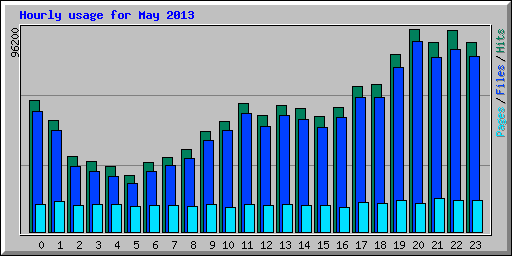 Hourly usage for May 2013
96200
Pages/Files/Hits
0 1 2 3 4 5 6 7 8 9 10 11 12 13 14 15 16 17 18 19 20 21 22 23